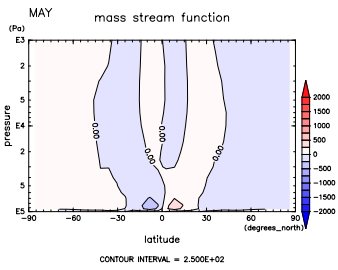 MAY
mass stream function
(Pa)
E3
2
5
E4
2
5
E5
pressure
0.00
0.00
0.00
0.00
-90
-60
-30
0
30
60
90
(degrees_north)
latitude
2000
1500
1000
500
0
-500
-1000
-1500
-2000
CONTOUR INTERVAL = 2.500E+02